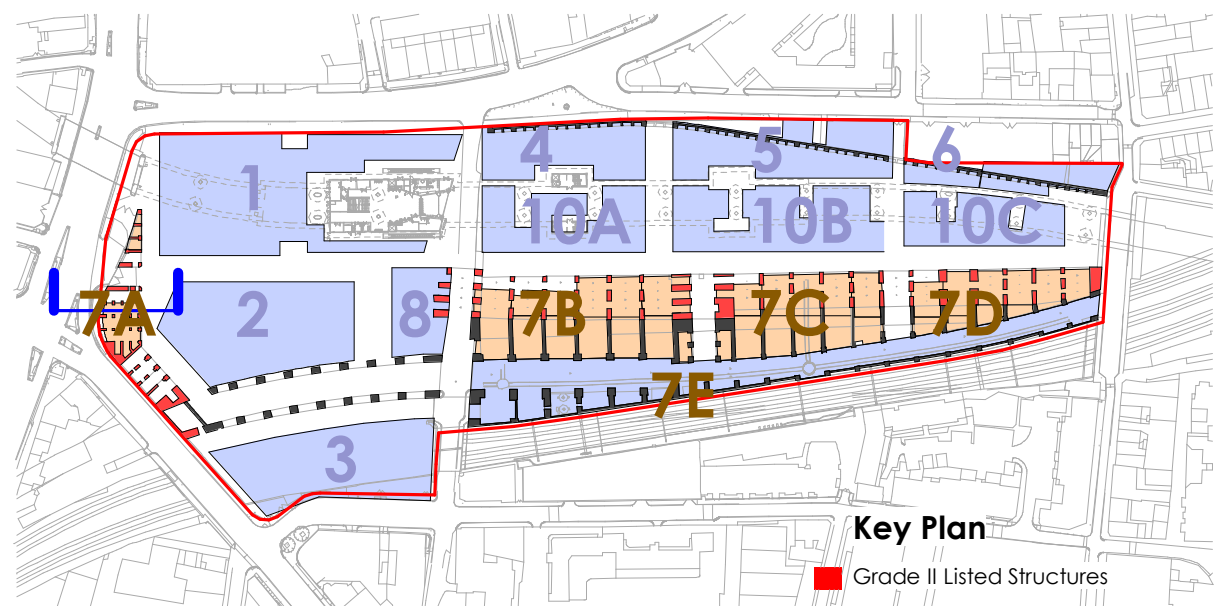 4
5
6
1
10A
10B
10C
7A
2
8
7B
7C
7D
7E
3
Key Plan
Grade II Listed Structures